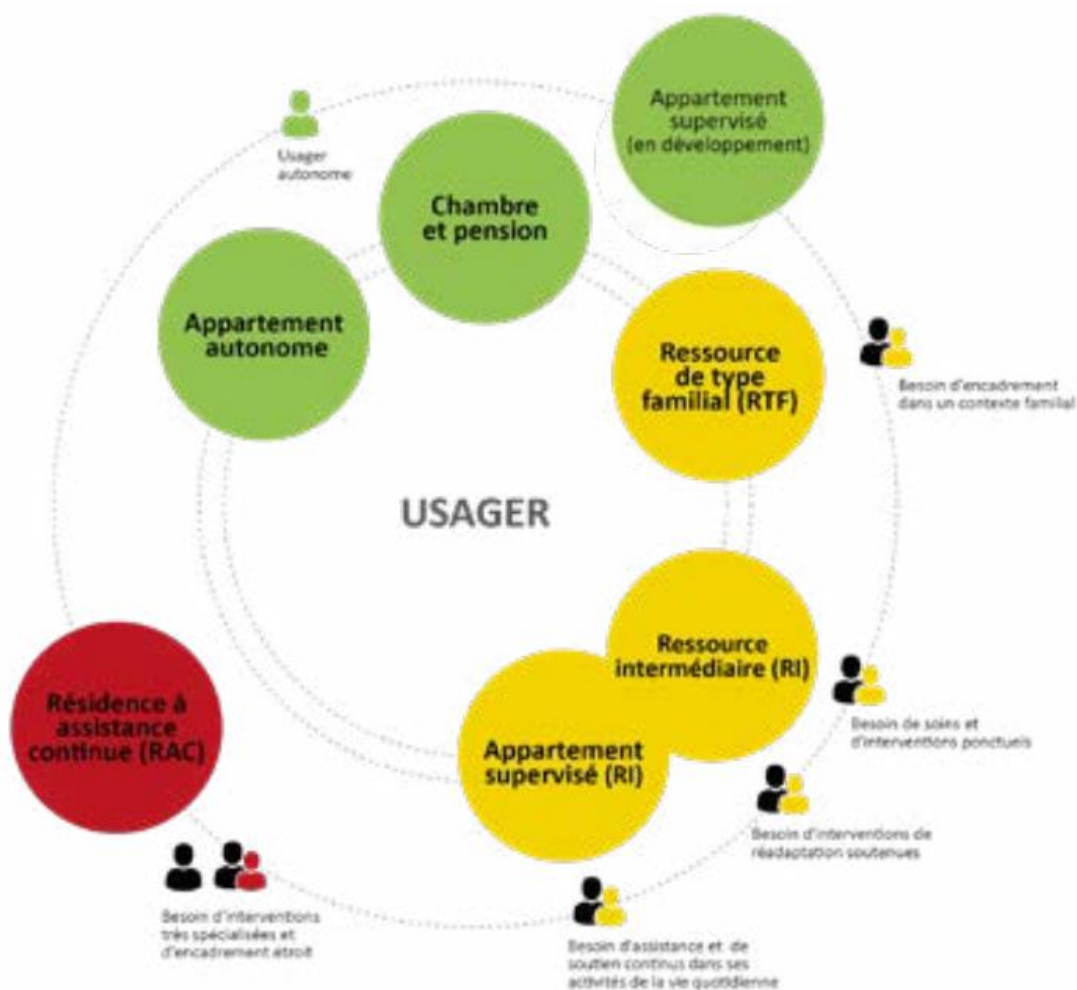 Appartement
supervisé
(en développement)
Usager
autonome
Chambre
et pension
Appartement
autonome
Ressource
de type
familial (RTF)
Besoin d'encadrement
dans un contexte familial
USAGER
Ressource
intermédiaire (RI)
Résidence à
assistance
continue (RAC)
Appartement
supervisé (RI)
Besoin de soins et
d'interventions ponctuels
Besoin d'interventions de
réadaptation soutenues
Besoin d'interventions
très spécialisées et
d'encadrement étroit
Besoin d'assistance et de
soutien continus dans ses
activités de la vie quotidienne